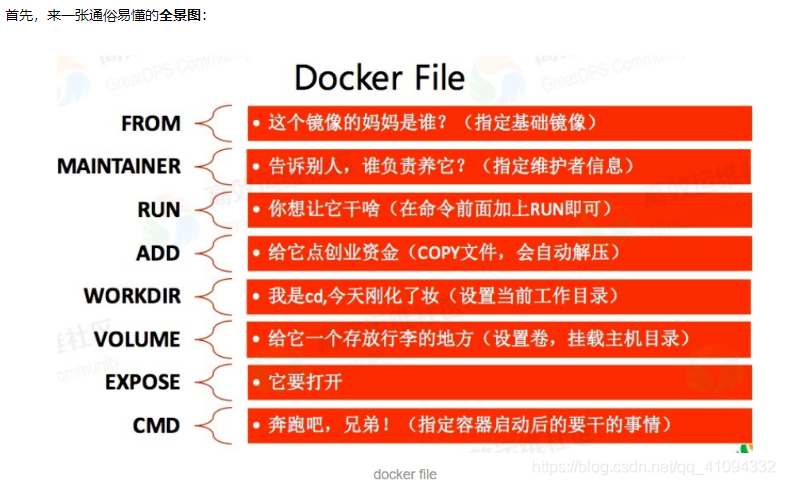 首先，来一张通俗易懂的全景图：
GreatOPS Community
Docker File
FROM
• 这个镜像的妈妈是谁？（指定基础镜像）
MAINTAINER
• 告诉别人，谁负责养它？（指定维护者信息）
RUN
• 你想让它干啥（在命令前面加上RUN即可）
ADD
• 给它点创业资金（COPY文件，会自动解压）
WORKDIR
• 我是cd,今天刚化了妆（设置当前工作目录）
VOLUME
• 给它一个存放行李的地方（设置卷，挂载主机目录）
EXPOSE
• 它要打开
CMD
• 奔跑吧，兄弟！（指定容器启动后的要干的事情）
docker file
https://blog.csdn.net/qq_41094332